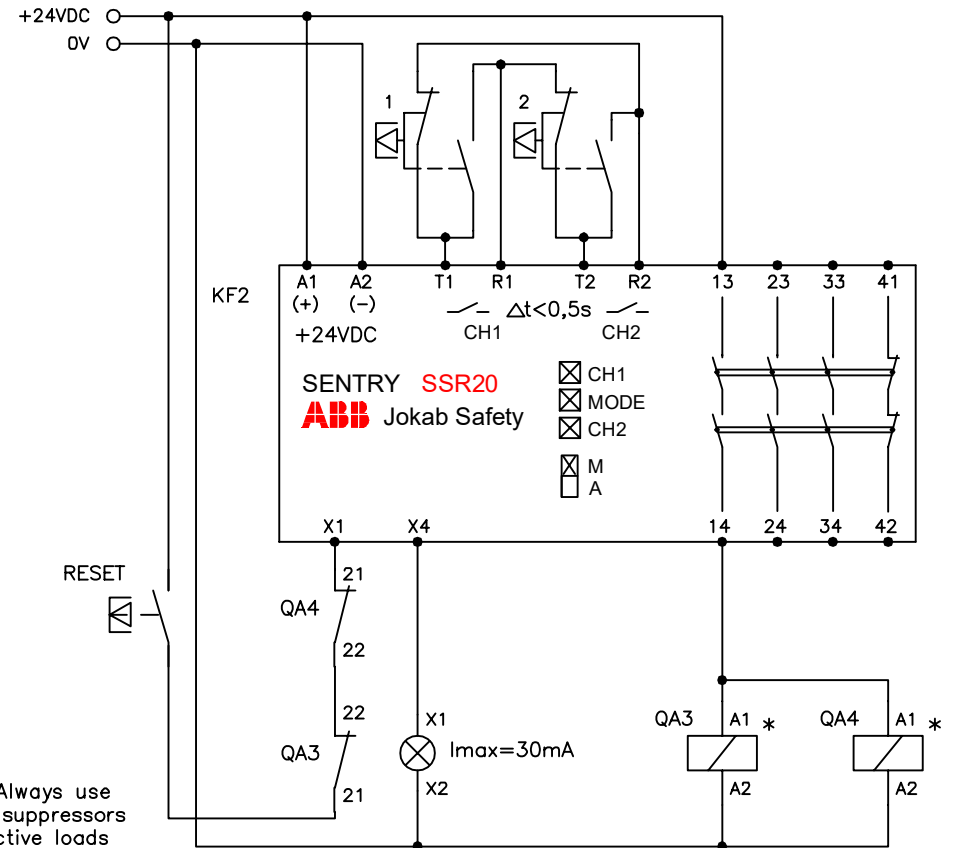 +24VDC
0V
1
2
KF2
A1 A2 T1 R1 T2 R2 13 23 33 41
(+) (-)
+24VDC
CH1 Δt<0,5s CH2
SENTRY SSR20
ABB Jokab Safety
CH1
MODE
CH2
M
A
X1 X4 14 24 34 42
RESET
21
QA4
22
22
QA3
21
X1
Imax=30mA
X2
QA3 A1 *
A2
QA4 A1 *
A2
Always use
suppressors
ctive loads